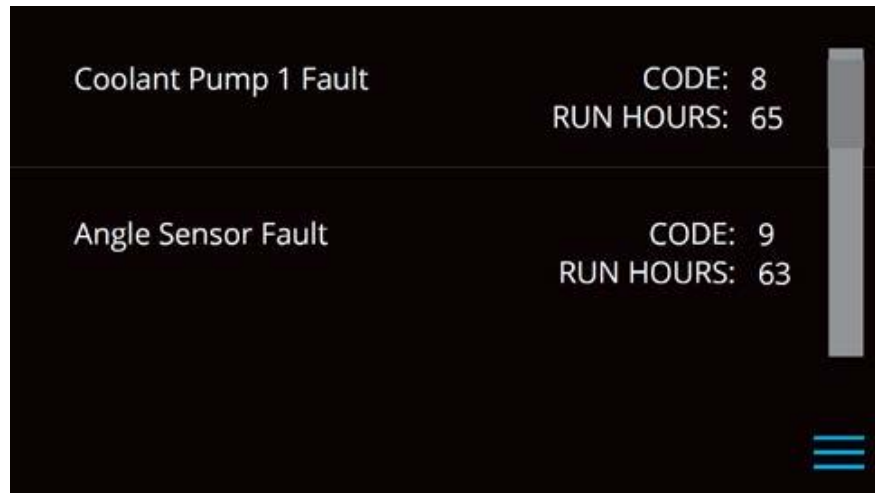 Coolant Pump 1 Fault CODE: 8
RUN HOURS: 65
Angle Sensor Fault CODE: 9
RUN HOURS: 63